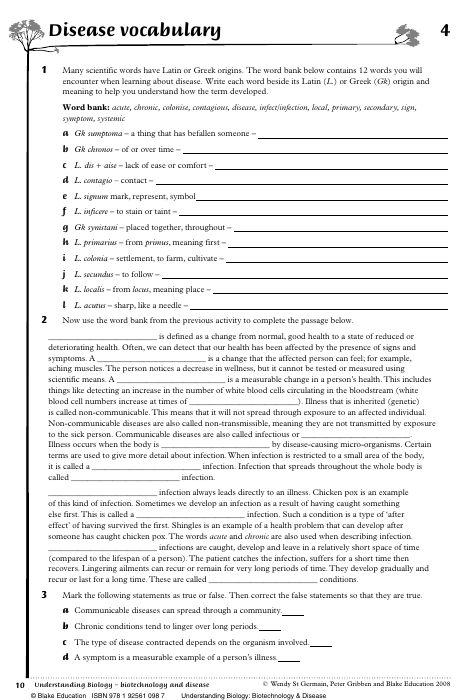 Disease vocabulary
4
1 Many scientific words have Latin or Greek origins. The word bank below contains 12 words you will
encounter when learning about disease. Write each word beside its Latin (L.) or Greek (Gk) origin and
meaning to help you understand how the term developed.
Word bank: acute, chronic, colonise, contagious, disease, infect/infection, local, primary, secondary, sign,
symptom, systemic
a Gk sumptoma – a thing that has befallen someone –
b Gk chronos – of or over time –
c L. dis + aise – lack of ease or comfort –
d L. contagio – contact –
e L. signum mark, represent, symbol
f L. inficere – to stain or taint –
g Gk synistani – placed together, throughout –
h L. primarius – from primus, meaning first –
i L. colonia – settlement, to farm, cultivate –
j L. secundus – to follow –
k L. localis – from locus, meaning place –
l L. acutus – sharp, like a needle –
2 Now use the word bank from the previous activity to complete the passage below.
____ is defined as a change from normal, good health to a state of reduced or
deteriorating health. Often, we can detect that our health has been affected by the presence of signs and
symptoms. A ____ is a change that the affected person can feel; for example,
aching muscles. The person notices a decrease in wellness, but it cannot be tested or measured using
scientific means. A ____ is a measurable change in a person's health. This includes
things like detecting an increase in the number of white blood cells circulating in the bloodstream (white
blood cell numbers increase at times of ____). Illness that is inherited (genetic)
is called non-communicable. This means that it will not spread through exposure to an affected individual.
Non-communicable diseases are also called non-transmissible, meaning they are not transmitted by exposure
to the sick person. Communicable diseases are also called infectious or ____.
Illness occurs when the body is ____ by disease-causing micro-organisms. Certain
terms are used to give more detail about infection. When infection is restricted to a small area of the body,
it is called a ____ infection. Infection that spreads throughout the whole body is
called ____ infection.
____ infection always leads directly to an illness. Chicken pox is an example
of this kind of infection. Sometimes we develop an infection as a result of having caught something
else first. This is called a ____ infection. Such a condition is a type of 'after
effect' of having survived the first. Shingles is an example of a health problem that can develop after
someone has caught chicken pox. The words acute and chronic are also used when describing infection.
____ infections are caught, develop and leave in a relatively short space of time
(compared to the lifespan of a person). The patient catches the infection, suffers for a short time then
recovers. Lingering ailments can recur or remain for very long periods of time. They develop gradually and
recur or last for a long time. These are called ____ conditions.
3 Mark the following statements as true or false. Then correct the false statements so that they are true.
a Communicable diseases can spread through a community.
b Chronic conditions tend to linger over long periods.
c The type of disease contracted depends on the organism involved.
d A symptom is a measurable example of a person's illness.
10 Understanding Biology – biotechnology and disease
© Wendy St Germain, Peter Gribben and Blake Education 2008
© Blake Education ISBN 978 1 92561 098 7 Understanding Biology: Biotechnology & Disease